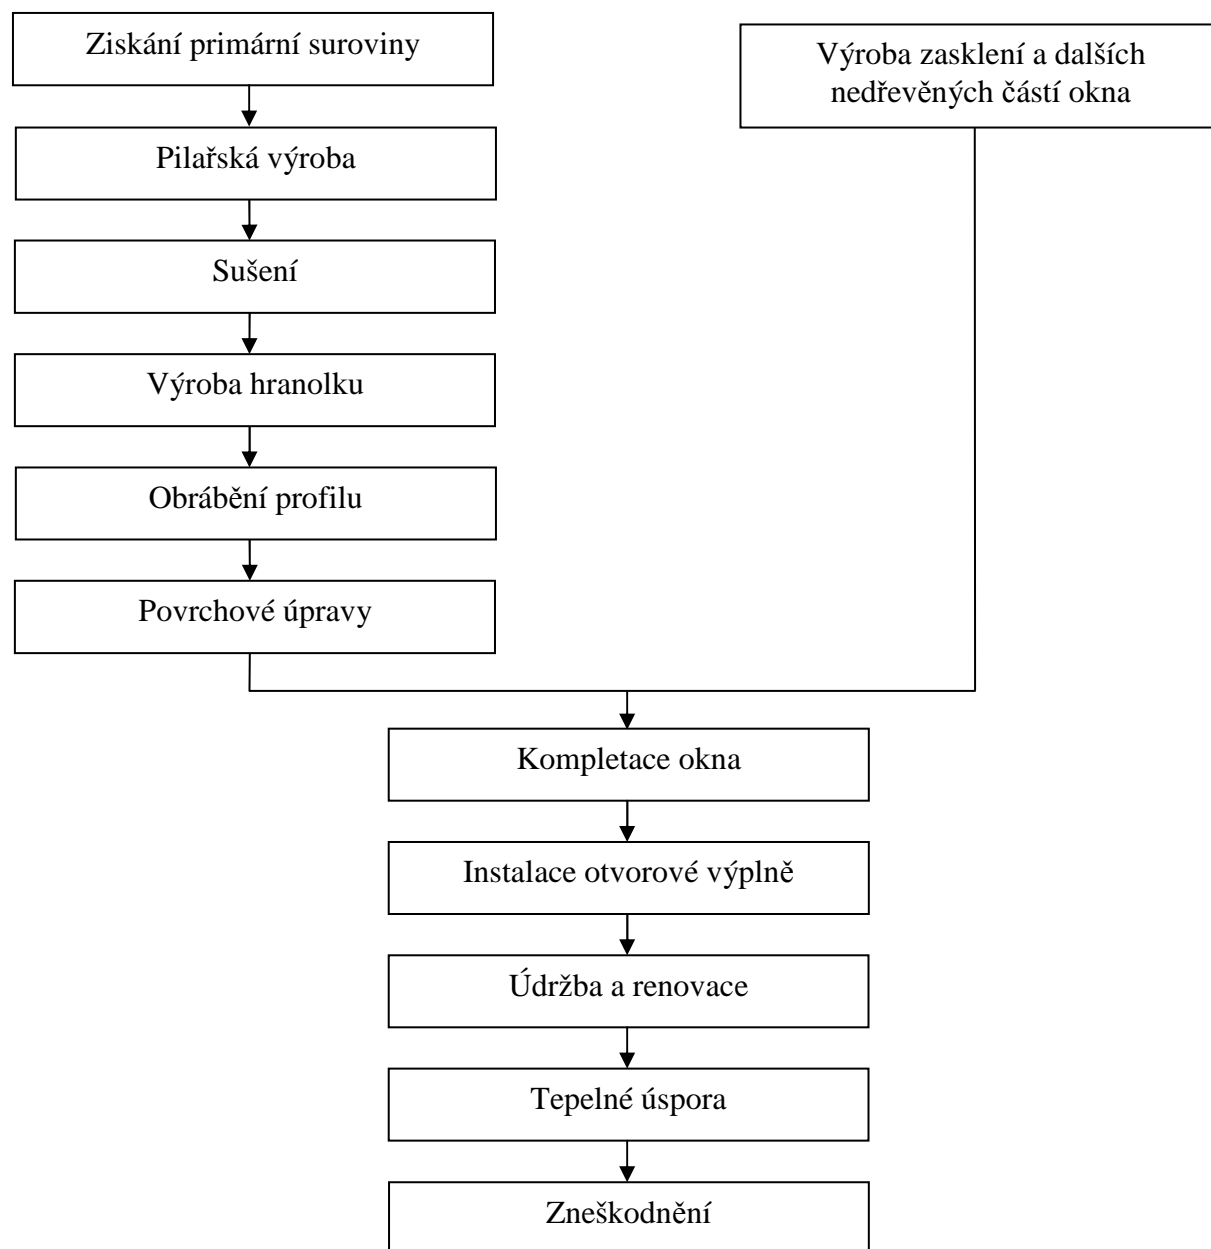 Ziskání primární suroviny
Výroba zasklení a dalších
nedřevěných částí okna
Pilařská výroba
Sušení
Výroba hranolku
Obrábění profilu
Povrchové úpravy
Kompletace okna
Instalace otvorové výplně
Údržba a renovace
Tepelné úspora
Zneškodnění